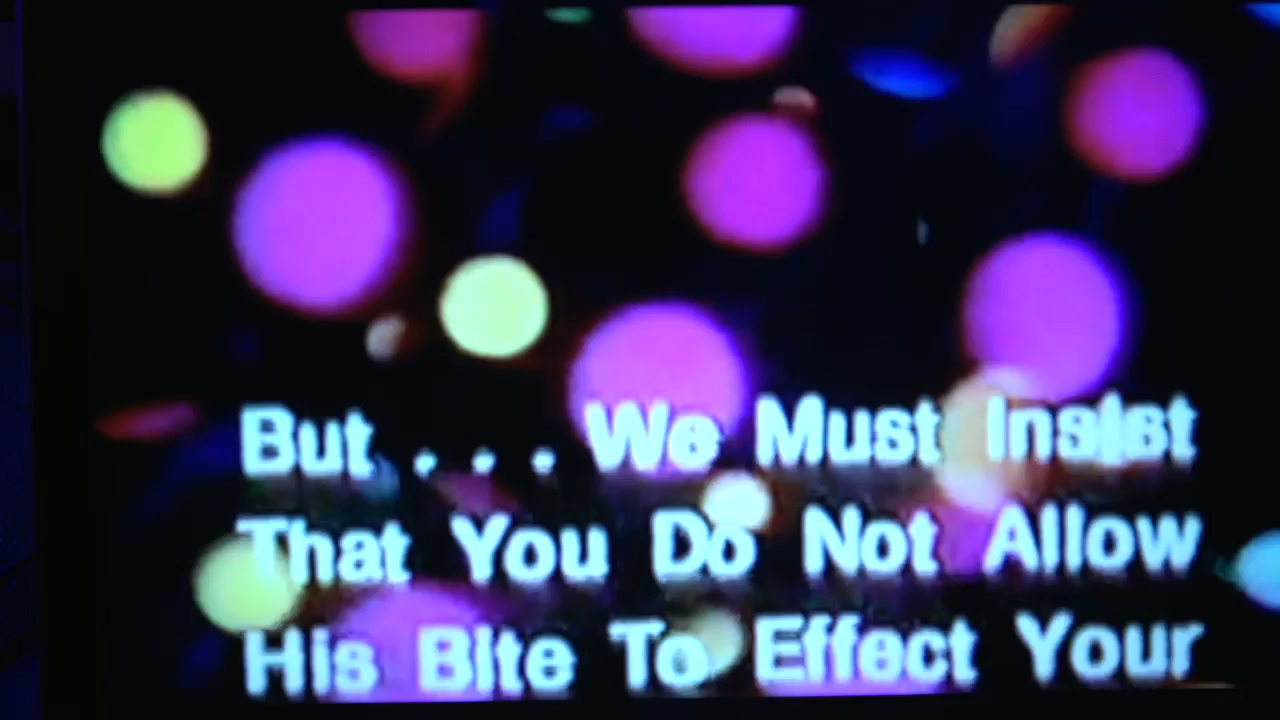 But . . . We Must Insist
That You Do Not Allow
His Bite To Effect Your